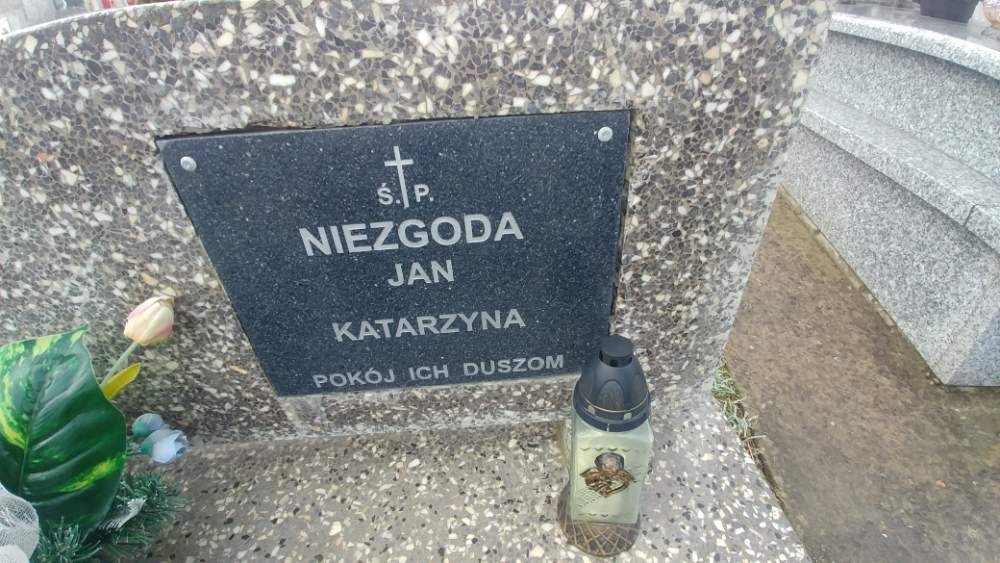 Ś. P.
NIEZGODA
JAN
KATARZYNA
POKÓJ ICH DUSZOM